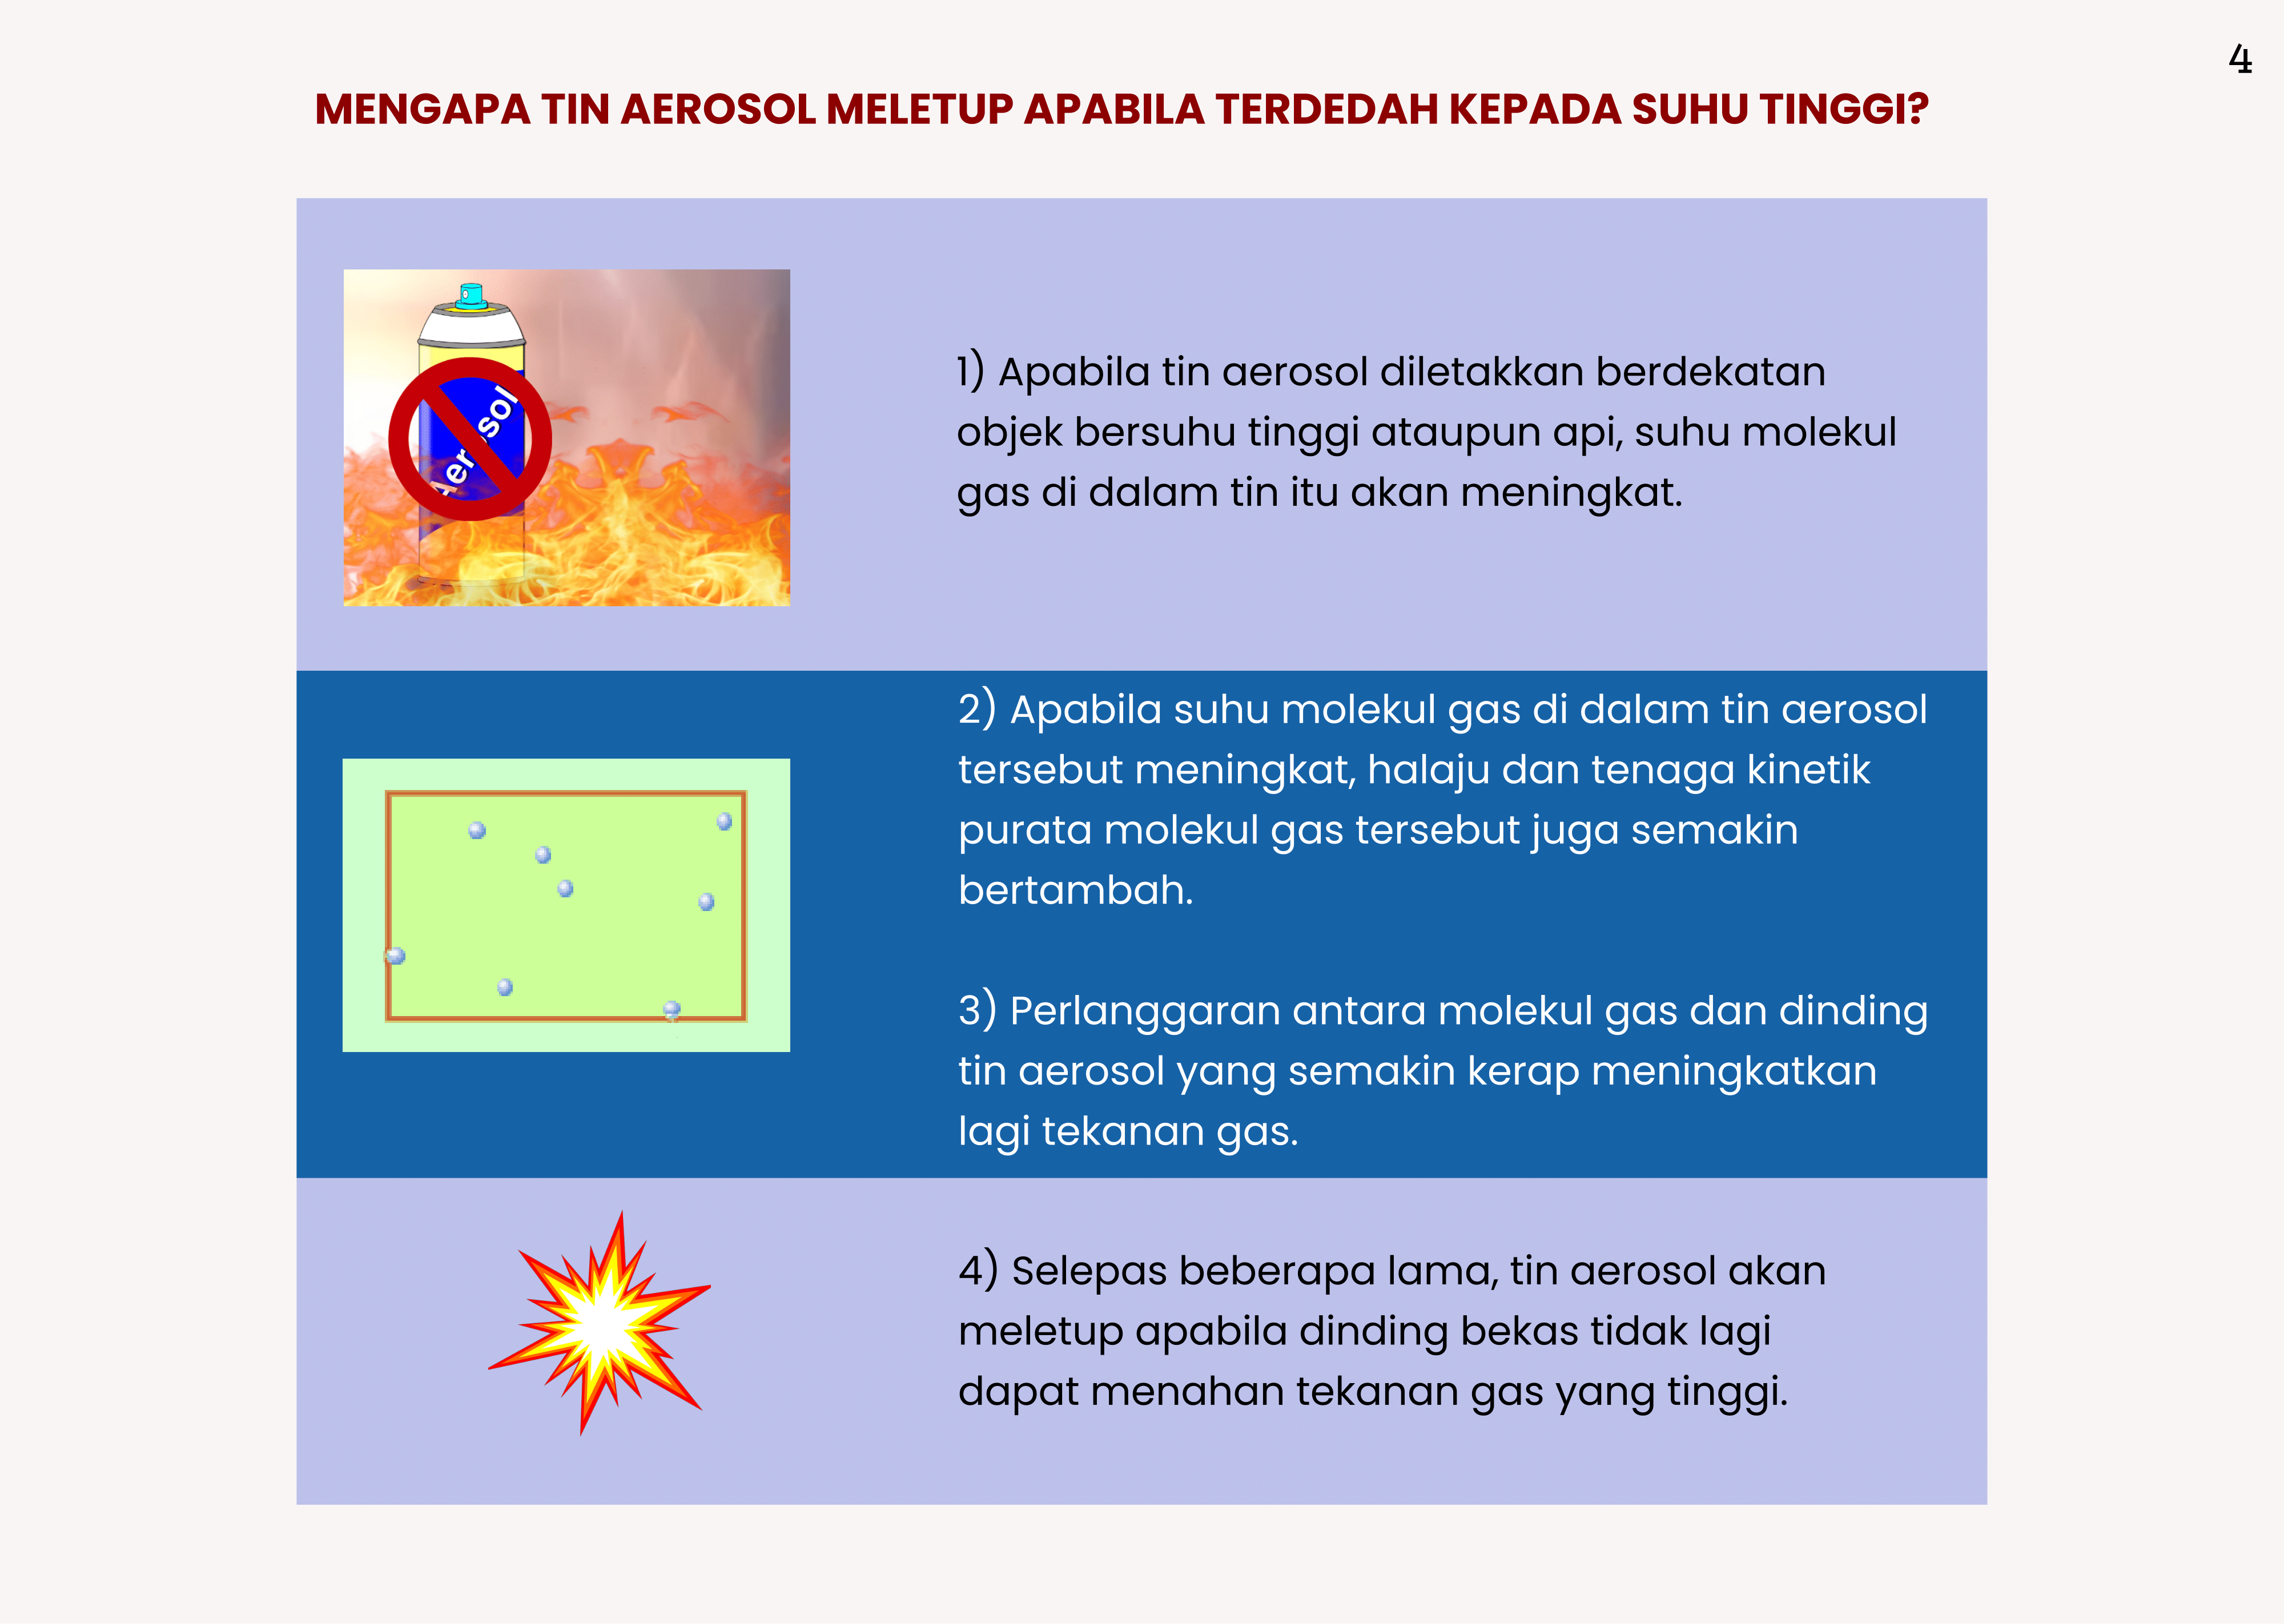 4
MENGAPA TIN AEROSOL MELETUP APABILA TERDEDAH KEPADA SUHU TINGGI?
Aerosol
1) Apabila tin aerosol diletakkan berdekatan
objek bersuhu tinggi ataupun api, suhu molekul
gas di dalam tin itu akan meningkat.
2) Apabila suhu molekul gas di dalam tin aerosol
tersebut meningkat, halaju dan tenaga kinetik
purata molekul gas tersebut juga semakin
bertambah.
3) Perlanggaran antara molekul gas dan dinding
tin aerosol yang semakin kerap meningkatkan
lagi tekanan gas.
4) Selepas beberapa lama, tin aerosol akan
meletup apabila dinding bekas tidak lagi
dapat menahan tekanan gas yang tinggi.